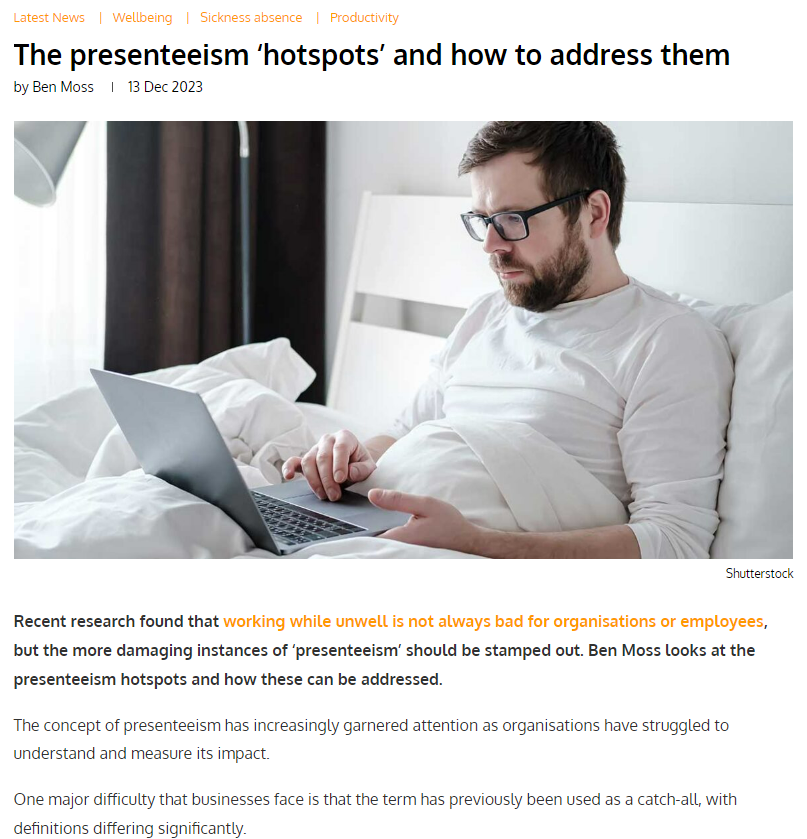 Latest News | Wellbeing | Sickness absence | Productivity
The presenteeism ‘hotspots’ and how to address them
by Ben Moss | 13 Dec 2023
Shutterstock
Recent research found that working while unwell is not always bad for organisations or employees,
but the more damaging instances of ‘presenteeism’ should be stamped out. Ben Moss looks at the
presenteeism hotspots and how these can be addressed.
The concept of presenteeism has increasingly garnered attention as organisations have struggled to
understand and measure its impact.
One major difficulty that businesses face is that the term has previously been used as a catch-all, with
definitions differing significantly.